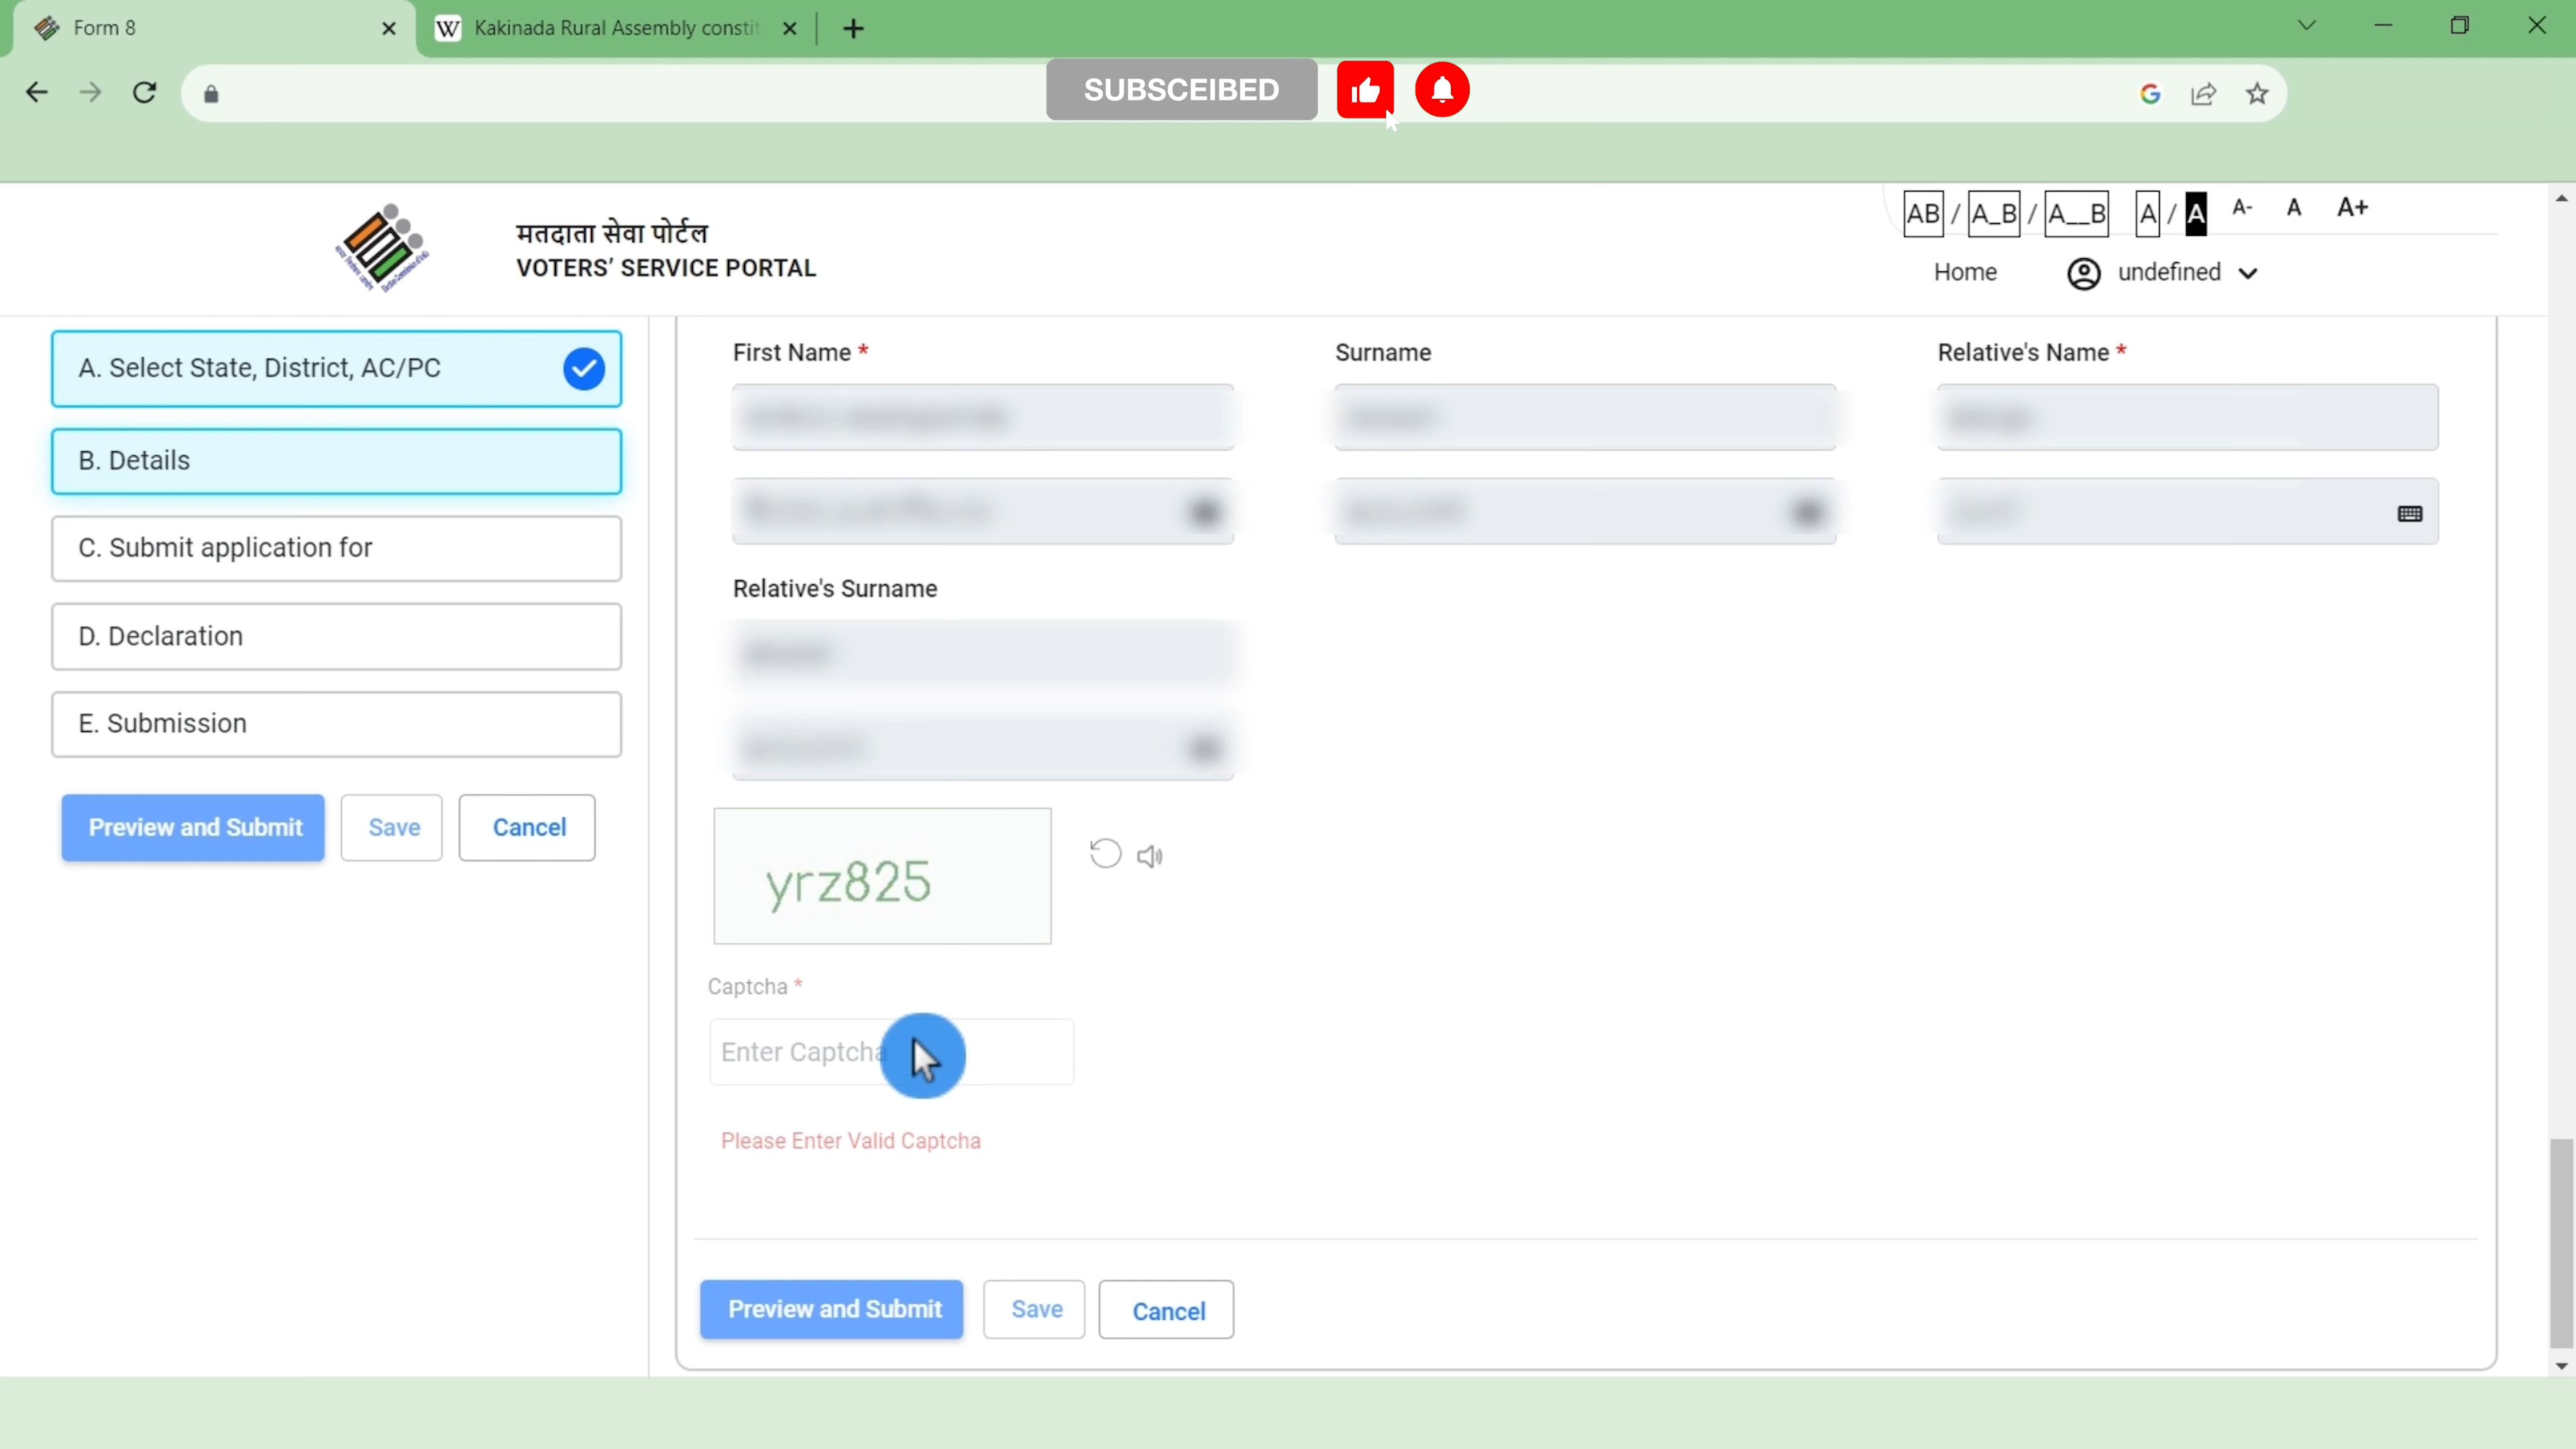 Form 8
Kakinada Rural Assembly constit
SUBSCEIBED
मतदाता सेवा पोर्टल
VOTERS' SERVICE PORTAL
AB / A_B / A__B A / A A- A A+
Home undefined
A. Select State, District, AC/PC
B. Details
C. Submit application for
D. Declaration
E. Submission
Preview and Submit Save Cancel
First Name * Surname Relative's Name *
Relative's Surname
yrz825
Captcha *
Enter Captcha
Please Enter Valid Captcha
Preview and Submit Save Cancel